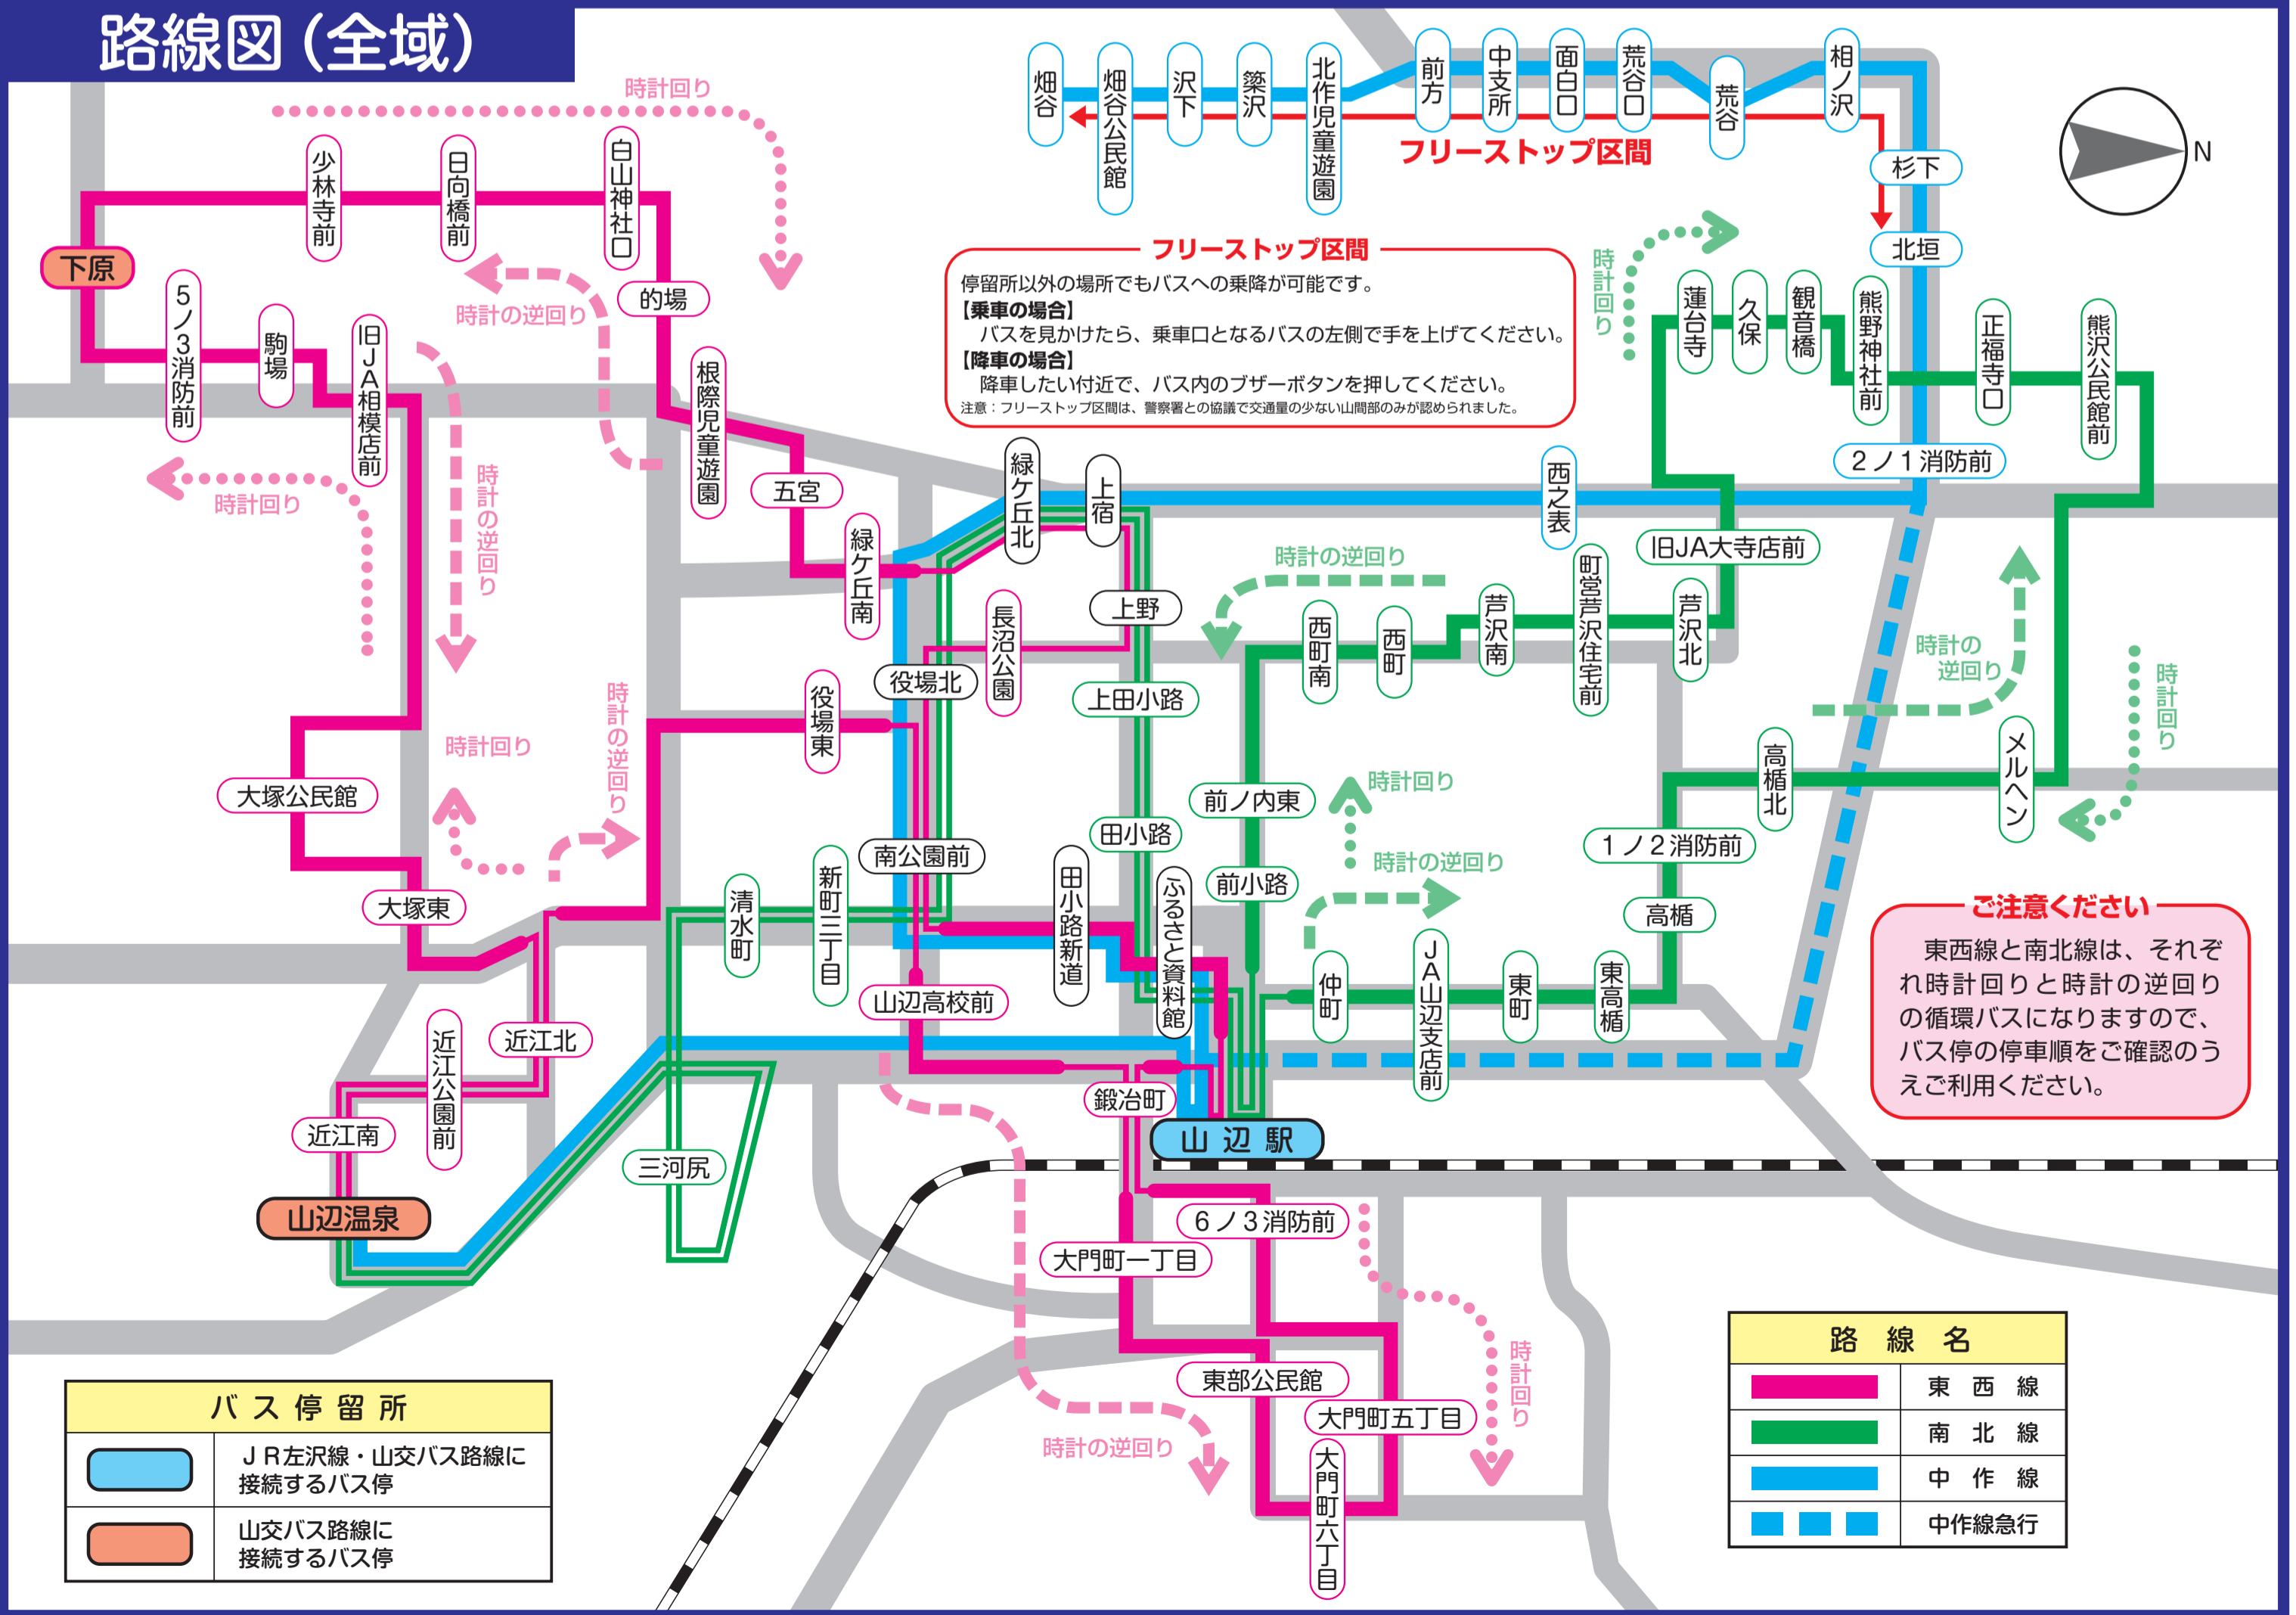 路線図(全域)
時計回り
畑谷
畑谷公民館
沢下
簗沢
北作児童遊園
前方
中支所
面白口
荒谷口
荒谷
相ノ沢
フリーストップ区間
杉下
北垣
N
少林寺前
日向橋前
白山神社口
下原
5ノ3消防前
駒場
旧JA相模店前
時計の逆回り
的場
根際児童遊園
五宮
緑ケ丘南
フリーストップ区間
停留所以外の場所でもバスへの乗降が可能です。
【乗車の場合】
バスを見かけたら、乗車口となるバスの左側で手を上げてください。
【降車の場合】
降車したい付近で、バス内のブザーボタンを押してください。
注意：フリーストップ区間は、警察署との協議で交通量の少ない山間部のみが認められました。
時計回り
蓮台寺
久保
観音橋
熊野神社前
正福寺口
熊沢公民館前
2ノ1消防前
緑ケ丘北
上宿
西之表
旧JA大寺店前
時計回り
時計の逆回り
時計の逆回り
上野
長沼公園
役場北
上田小路
西町南
西町
芦沢南
町営芦沢住宅前
芦沢北
時計の
逆回り
時計回り
役場東
時計の逆回り
時計回り
大塚公民館
大塚東
前ノ内東
時計回り
田小路
時計の逆回り
前小路
高楯北
メルヘン
1ノ2消防前
高楯
南公園前
清水町
新町三丁目
田小路新道
ふるさと資料館
山辺高校前
仲町
JA山辺支店前
東町
東高楯
ご注意ください
東西線と南北線は、それぞ
れ時計回りと時計の逆回り
の循環バスになりますので、
バス停の停車順をご確認のう
えご利用ください。
近江公園前
近江北
近江南
鍛冶町
山辺駅
三河尻
山辺温泉
6ノ3消防前
大門町一丁目
東部公民館
大門町五丁目
大門町六丁目
時計の逆回り
時計回り
バス停留所
JR左沢線・山交バス路線に
接続するバス停
山交バス路線に
接続するバス停
路線名
東西線
南北線
中作線
中作線急行